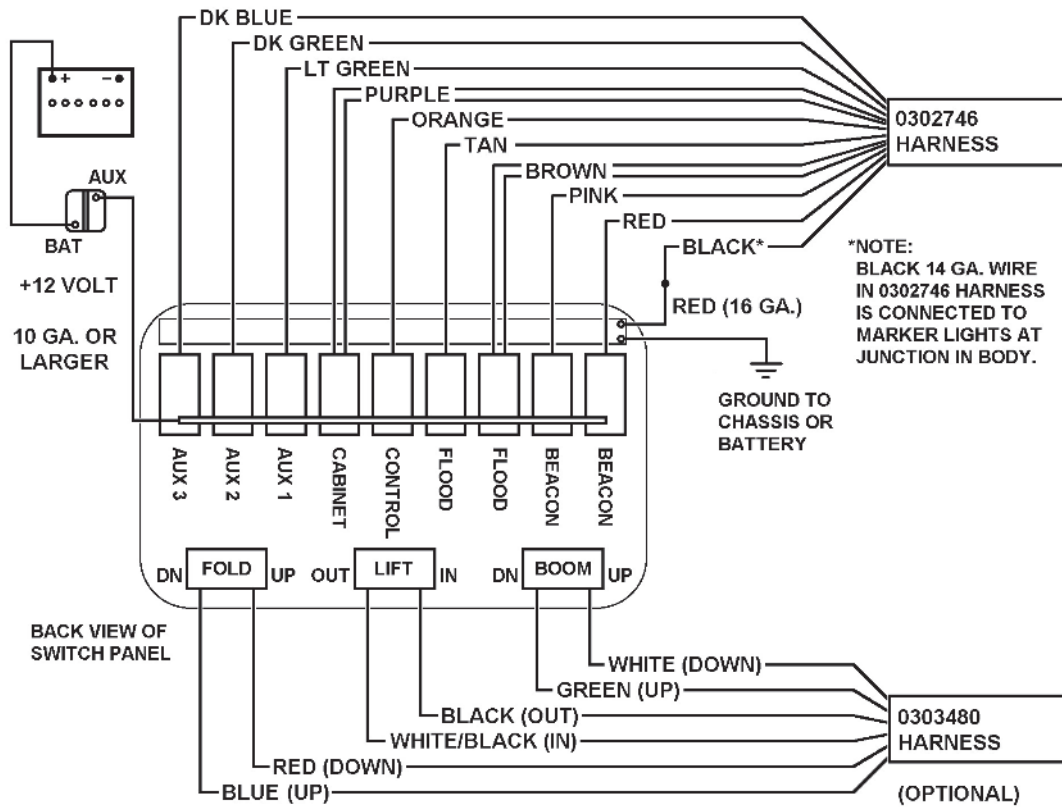 DK BLUE
DK GREEN
LT GREEN
PURPLE
ORANGE
TAN
BROWN
PINK
RED
BLACK*
RED (16 GA.)
0302746
HARNESS
*NOTE:
BLACK 14 GA. WIRE
IN 0302746 HARNESS
IS CONNECTED TO
MARKER LIGHTS AT
JUNCTION IN BODY.
+ −
AUX
BAT
+12 VOLT
10 GA. OR
LARGER
GROUND TO
CHASSIS OR
BATTERY
AUX 3
AUX 2
AUX 1
CABINET
CONTROL
FLOOD
FLOOD
BEACON
BEACON
DN FOLD UP
OUT LIFT IN
DN BOOM UP
BACK VIEW OF
SWITCH PANEL
WHITE (DOWN)
GREEN (UP)
BLACK (OUT)
WHITE/BLACK (IN)
RED (DOWN)
BLUE (UP)
0303480
HARNESS
(OPTIONAL)